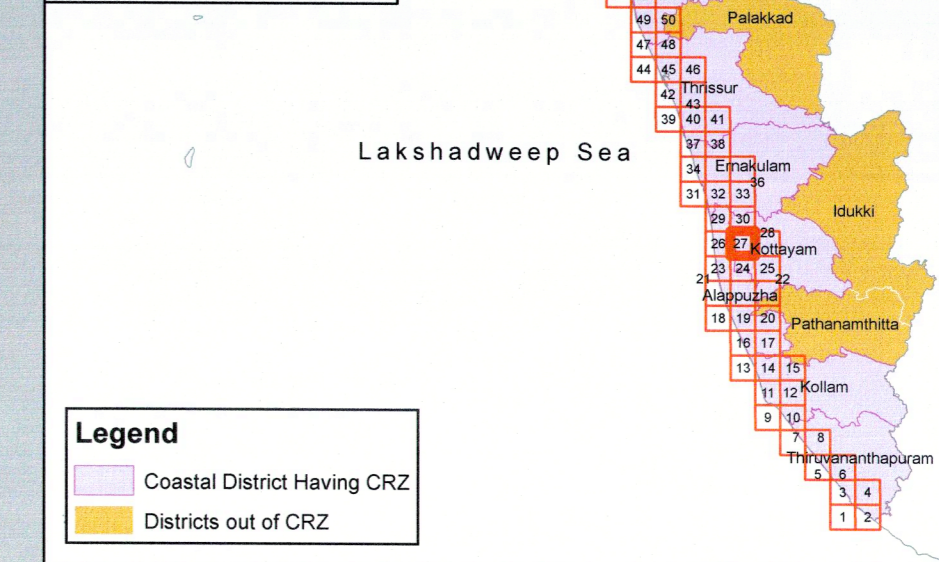 49 50 Palakkad
47 48
44 45 46
Thrissur
42
43
39 40 41
37 38
Lakshadweep Sea
Ernakulam
34
36
31 32 33
Idukki
29 30
28
26 27 Kottayam
23 24 25
21 22
Alappuzha
18 19 20
Pathanamthitta
16 17
13 14 15
Kollam
11 12
9 10
7 8
Thiruvananthapuram
5 6
3 4
1 2
Legend
Coastal District Having CRZ
Districts out of CRZ